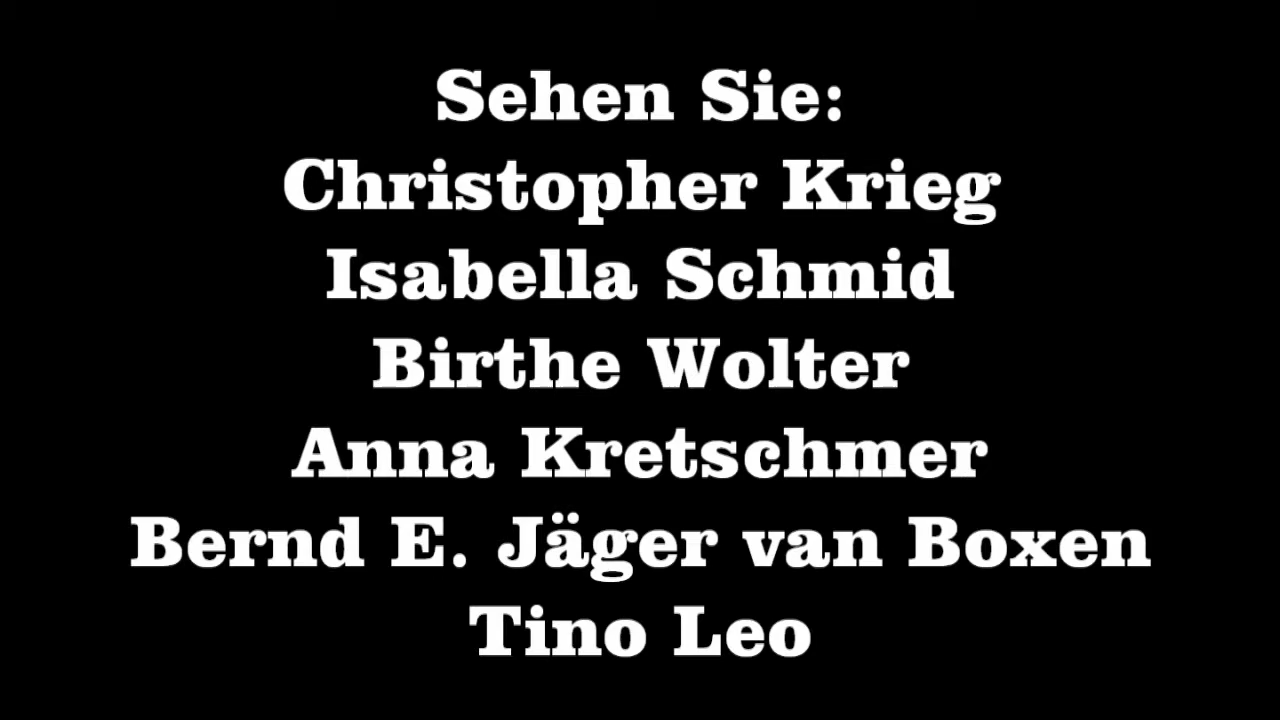 Sehen Sie:
Christopher Krieg
Isabella Schmid
Birthe Wolter
Anna Kretschmer
Bernd E. Jäger van Boxen
Tino Leo